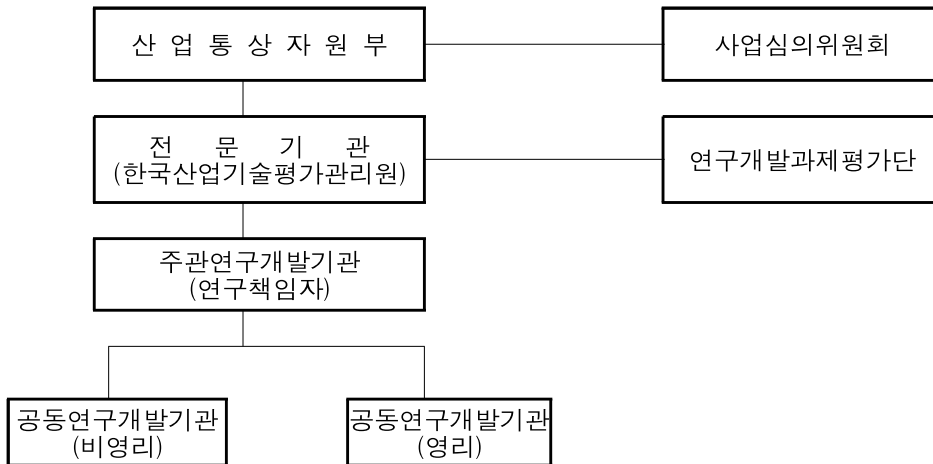 산 업 통 상 자 원 부
사업심의위원회
전 문 기 관
(한국산업기술평가관리원)
연구개발과제평가단
주관연구개발기관
(연구책임자)
공동연구개발기관
(비영리)
공동연구개발기관
(영리)